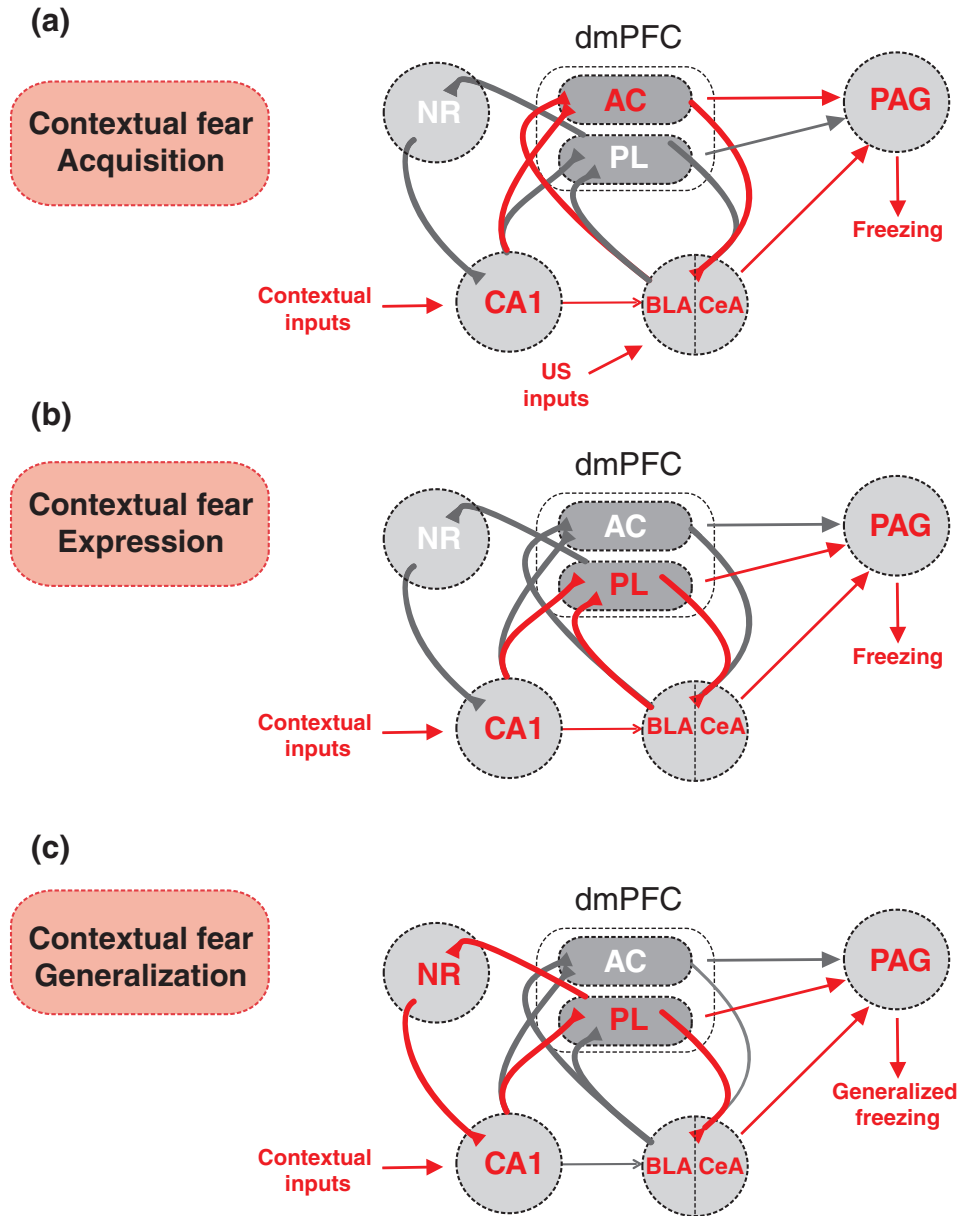 (a)
Contextual fear
Acquisition
dmPFC
NR
AC
PL
PAG
Freezing
Contextual
inputs
CA1
BLA
CeA
US
inputs
(b)
Contextual fear
Expression
dmPFC
NR
AC
PL
PAG
Freezing
Contextual
inputs
CA1
BLA
CeA
(c)
Contextual fear
Generalization
dmPFC
NR
AC
PL
PAG
Generalized
freezing
Contextual
inputs
CA1
BLA
CeA